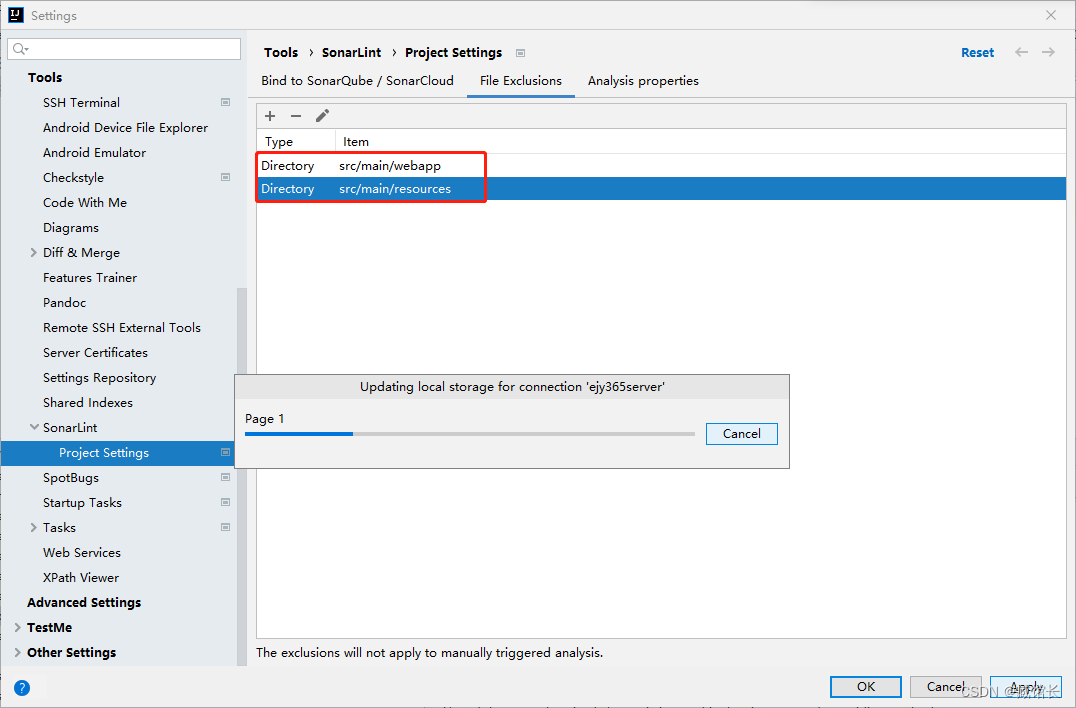 Settings
Tools
SSH Terminal
Android Device File Explorer
Android Emulator
Checkstyle
Code With Me
Diagrams
Diff & Merge
Features Trainer
Pandoc
Remote SSH External Tools
Server Certificates
Settings Repository
Shared Indexes
SonarLint
Project Settings
SpotBugs
Startup Tasks
Tasks
Web Services
XPath Viewer
Advanced Settings
TestMe
Other Settings
Tools › SonarLint › Project Settings
Reset
Bind to SonarQube / SonarCloud File Exclusions Analysis properties
Type Item
Directory src/main/webapp
Directory src/main/resources
Updating local storage for connection 'ejy365server'
Page 1
Cancel
The exclusions will not apply to manually triggered analysis.
OK Cancel Apply
CSDN